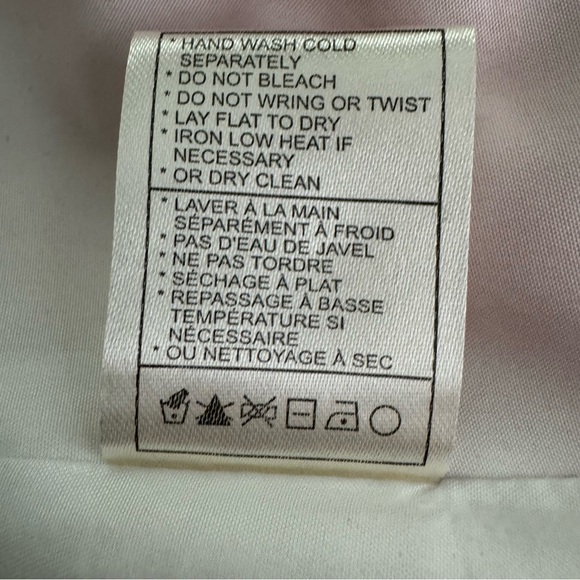 * HAND WASH COLD
SEPARATELY
* DO NOT BLEACH
* DO NOT WRING OR TWIST
* LAY FLAT TO DRY
* IRON LOW HEAT IF
NECESSARY
* OR DRY CLEAN
* LAVER À LA MAIN
SÉPARÉMENT À FROID
* PAS D'EAU DE JAVEL
* NE PAS TORDRE
* SÉCHAGE À PLAT
* REPASSAGE À BASSE
TEMPÉRATURE SI
NÉCESSAIRE
* OU NETTOYAGE À SEC